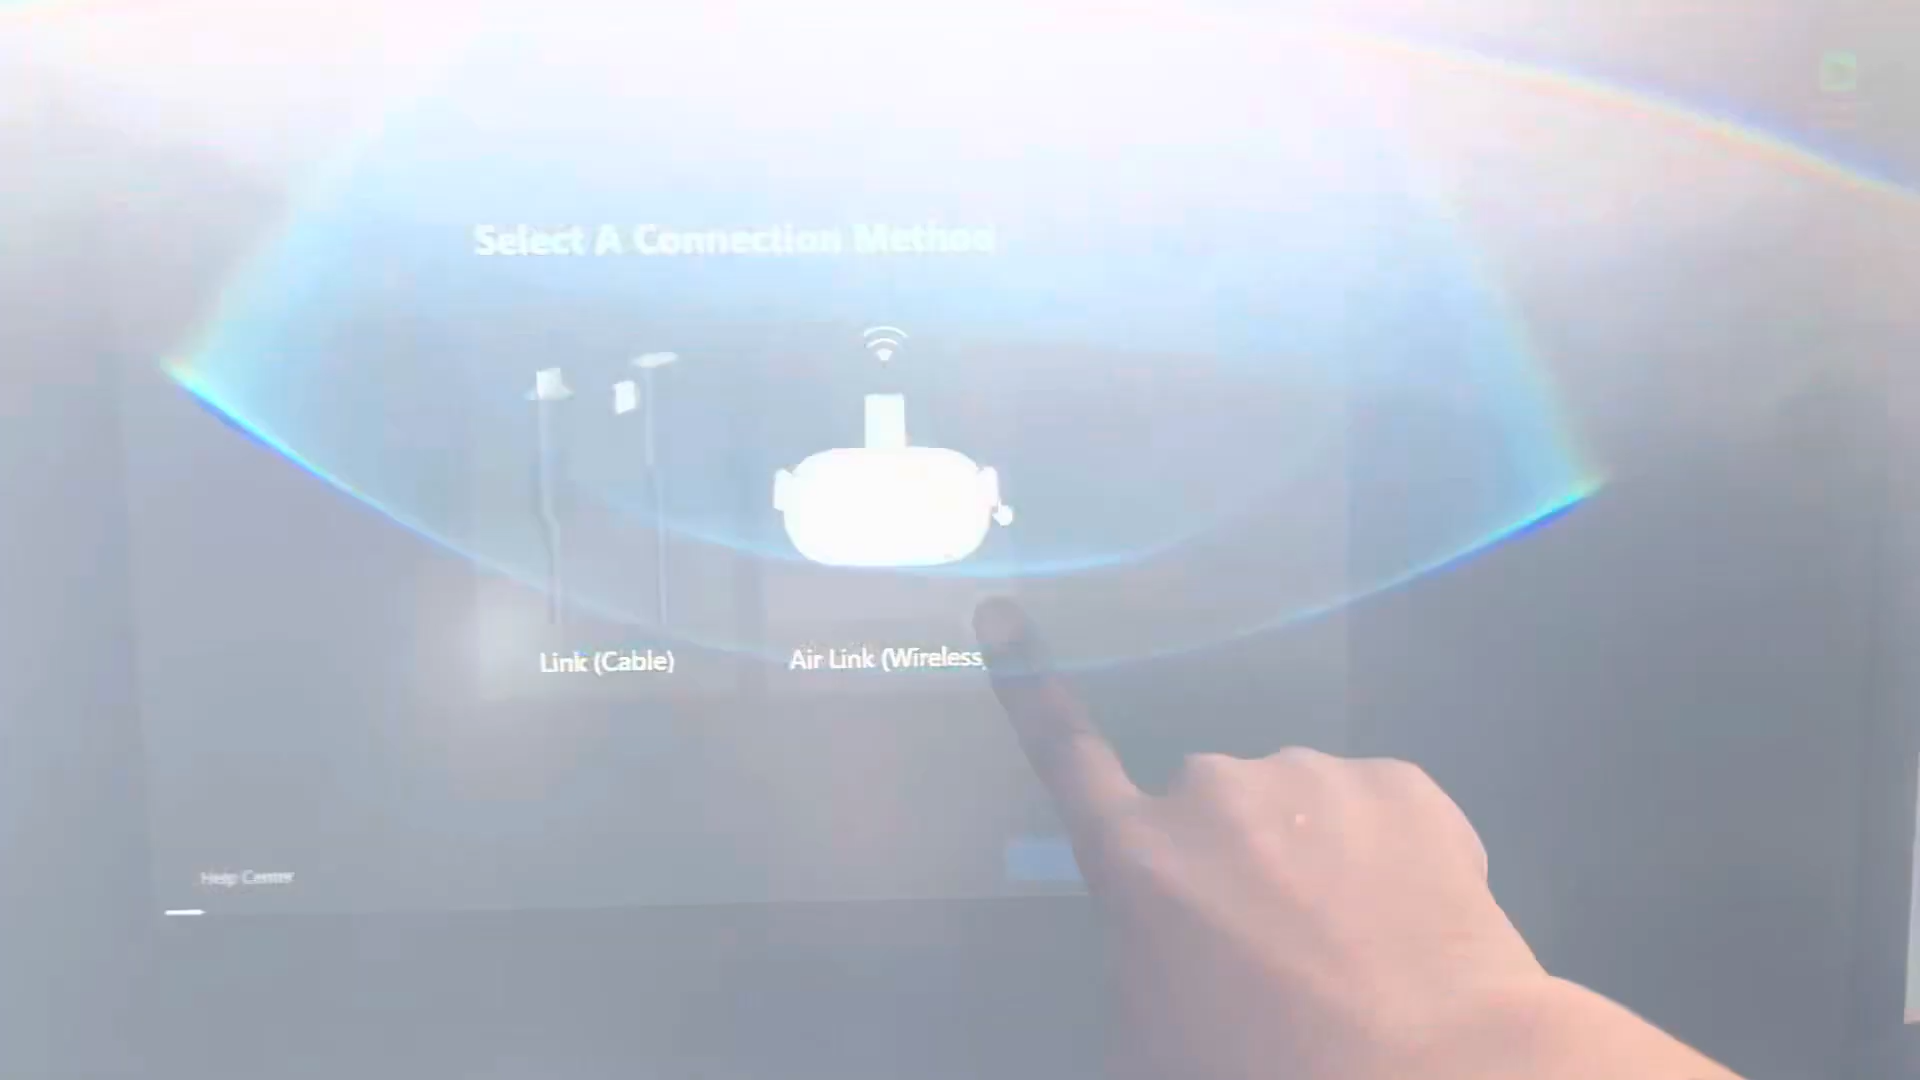 Select A Connection Method
Link (Cable)
Air Link (Wireless)
Help Center